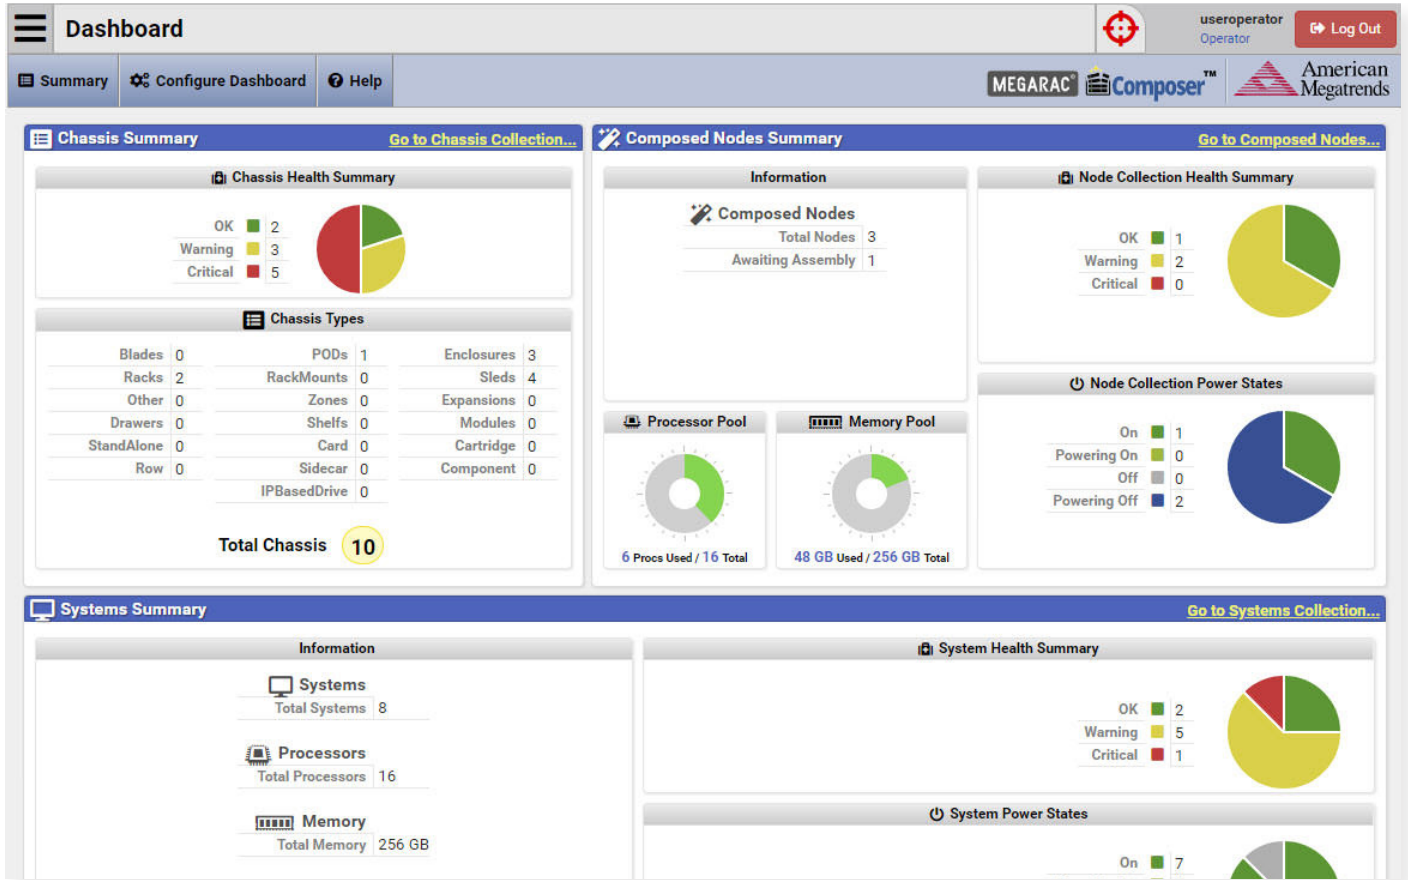 Dashboard
useroperator
Operator
Log Out
Summary
Configure Dashboard
Help
MEGARAC®
Composer™
American
Megatrends
Chassis Summary
Go to Chassis Collection...
Chassis Health Summary
OK 2
Warning 3
Critical 5
Chassis Types
Blades 0 PODs 1 Enclosures 3
Racks 2 RackMounts 0 Sleds 4
Other 0 Zones 0 Expansions 0
Drawers 0 Shelfs 0 Modules 0
StandAlone 0 Card 0 Cartridge 0
Row 0 Sidecar 0 Component 0
IPBasedDrive 0
Total Chassis 10
Composed Nodes Summary
Go to Composed Nodes...
Information
Composed Nodes
Total Nodes 3
Awaiting Assembly 1
Processor Pool
6 Procs Used / 16 Total
Memory Pool
48 GB Used / 256 GB Total
Node Collection Health Summary
OK 1
Warning 2
Critical 0
Node Collection Power States
On 1
Powering On 0
Off 0
Powering Off 2
Systems Summary
Go to Systems Collection...
Information
Systems
Total Systems 8
Processors
Total Processors 16
Memory
Total Memory 256 GB
System Health Summary
OK 2
Warning 5
Critical 1
System Power States
On 7